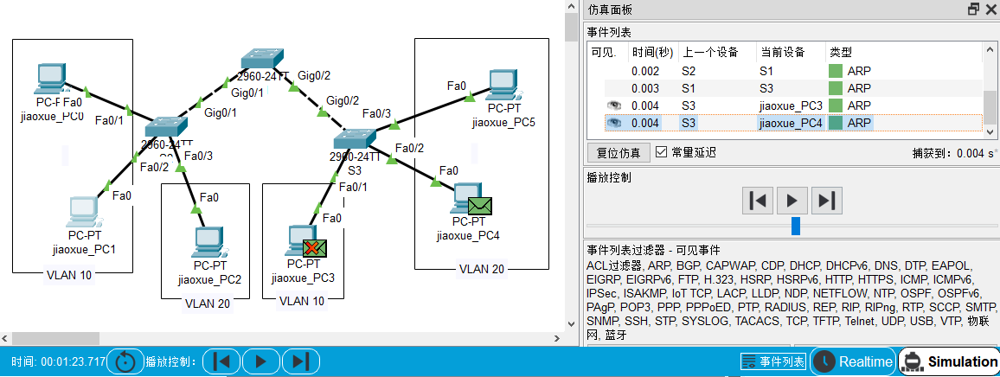 2960-24TT
Gig0/1
Gig0/2
Gig0/1
Gig0/2
PC-P
Fa0
jiaoxue_PC0
Fa0/1
2960-24TT
Fa0/2
Fa0/3
Fa0
PC-PT
jiaoxue_PC1
VLAN 10
Fa0
PC-PT
jiaoxue_PC2
VLAN 20
Fa0/3
Fa0
PC-PT
jiaoxue_PC5
2960-24TT
S3
Fa0/2
Fa0/1
Fa0
PC-PT
jiaoxue_PC4
VLAN 20
Fa0
PC-PT
jiaoxue_PC3
VLAN 10
仿真面板
事件列表
可见. 时间(秒) 上一个设备 当前设备 类型
0.002 S2 S1 ARP
0.003 S1 S3 ARP
0.004 S3 jiaoxue_PC3 ARP
0.004 S3 jiaoxue_PC4 ARP
复位仿真 常量延迟 捕获到: 0.004 s*
播放控制
事件列表过滤器 - 可见事件
ACL过滤器, ARP, BGP, CAPWAP, CDP, DHCP, DHCPv6, DNS, DTP, EAPOL,
EIGRP, EIGRPv6, FTP, H.323, HSRP, HSRPv6, HTTP, HTTPS, ICMP, ICMPv6,
IPSec, ISAKMP, IoT TCP, LACP, LLDP, NDP, NETFLOW, NTP, OSPF, OSPFv6,
PAgP, POP3, PPP, PPPoED, PTP, RADIUS, REP, RIP, RIPng, RTP, SCCP, SMTP,
SNMP, SSH, STP, SYSLOG, TACACS, TCP, TFTP, Telnet, UDP, USB, VTP, 物联
网, 蓝牙
时间: 00:01:23.717 播放控制: 事件列表 Realtime Simulation